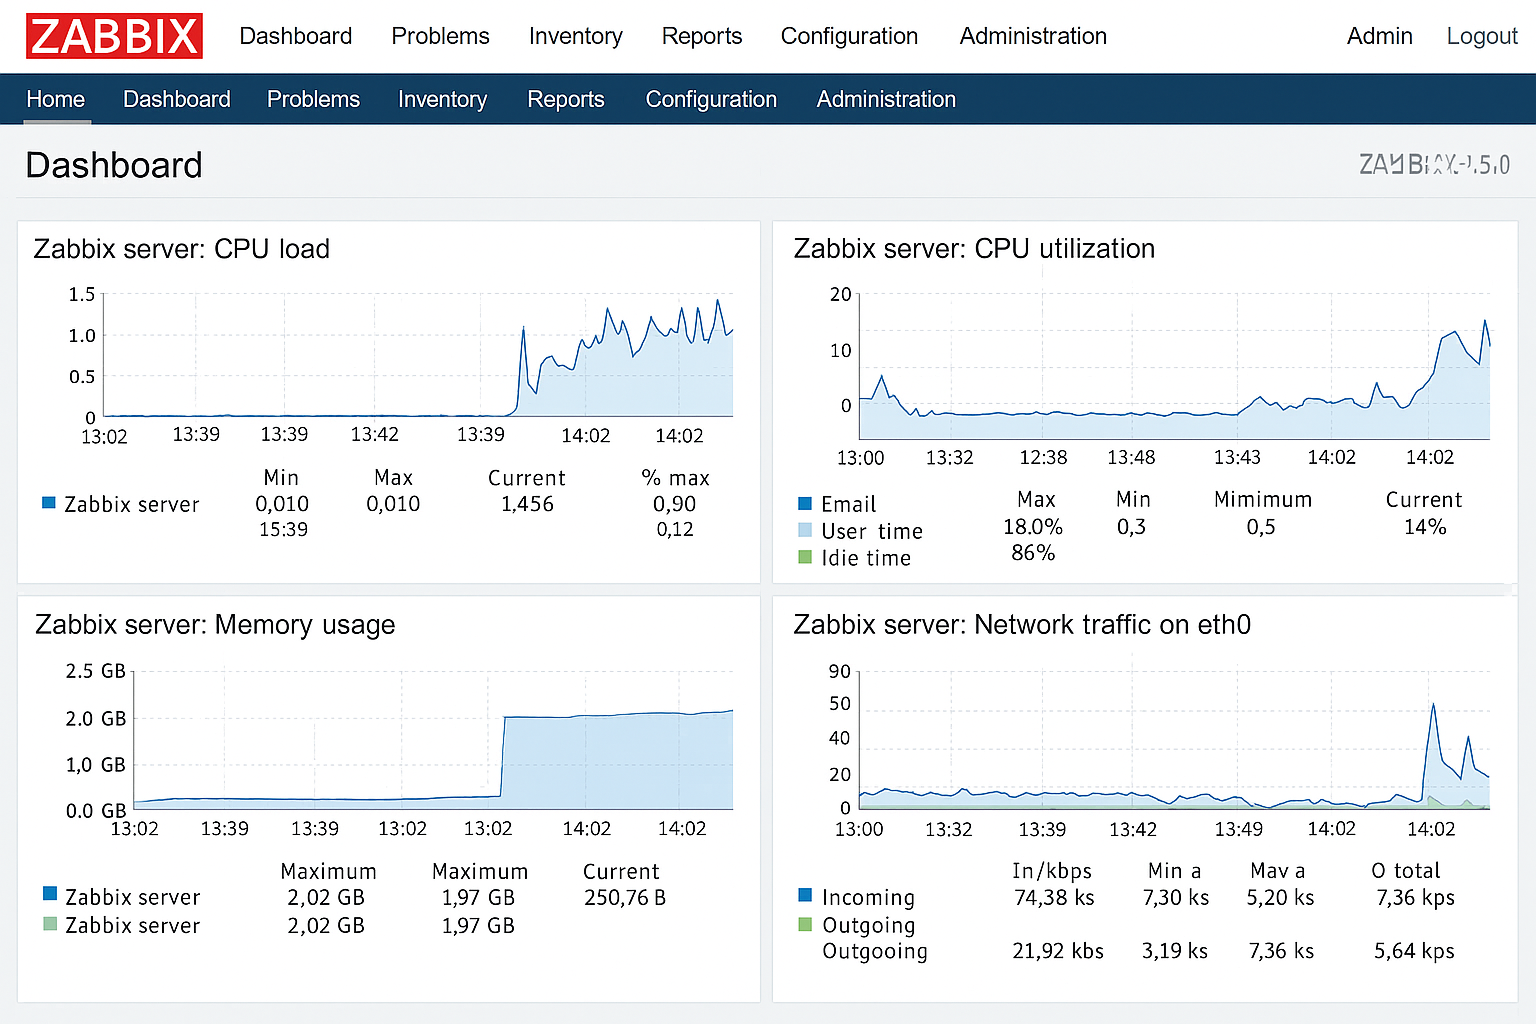 ZABBIX Dashboard Problems Inventory Reports Configuration Administration Admin Logout
Home Dashboard Problems Inventory Reports Configuration Administration
Dashboard
Zabbix server: CPU load
1.5
1.0
0.5
0
13:02 13:39 13:39 13:42 13:39 14:02 14:02
Min Max Current % max
Zabbix server 0,010 0,010 1,456 0,90
15:39 0,12
Zabbix server: CPU utilization
20
10
0
13:00 13:32 12:38 13:48 13:43 14:02 14:02
Max Min Mimimum Current
Email
18.0% 0,3 0,5 14%
User time
86%
Idie time
Zabbix server: Memory usage
2.5 GB
2.0 GB
1,0 GB
0.0 GB
13:02 13:39 13:39 13:02 13:02 14:02 14:02
Maximum Maximum Current
Zabbix server 2,02 GB 1,97 GB 250,76 B
Zabbix server 2,02 GB 1,97 GB
Zabbix server: Network traffic on eth0
90
50
40
20
0
13:00 13:32 13:39 13:42 13:49 14:02 14:02
In/kbps Min a Mav a O total
Incoming 74,38 ks 7,30 ks 5,20 ks 7,36 kps
Outgoing
Outgooing 21,92 kbs 3,19 ks 7,36 ks 5,64 kps